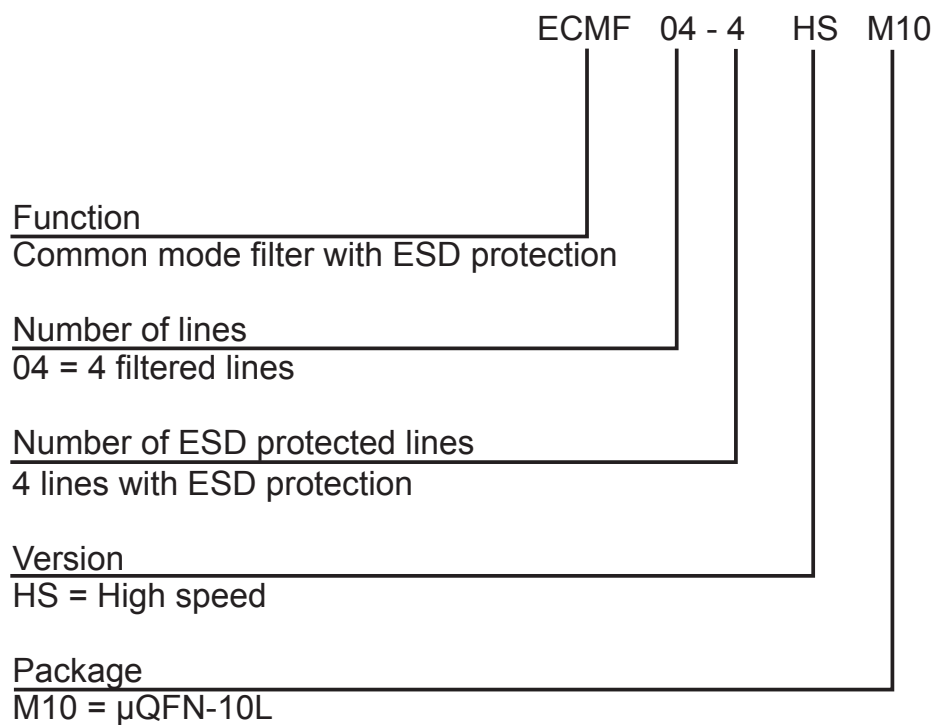 ECMF 04 - 4 HS M10
Function
Common mode filter with ESD protection
Number of lines
04 = 4 filtered lines
Number of ESD protected lines
4 lines with ESD protection
Version
HS = High speed
Package
M10 = µQFN-10L